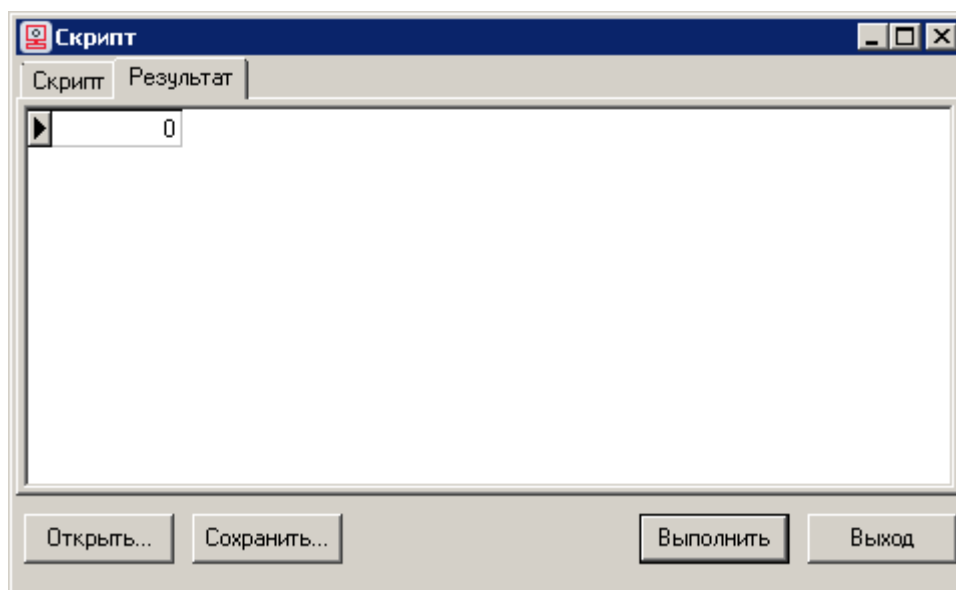 Скрипт
Скрипт Результат
0
Открыть... Сохранить... Выполнить Выход